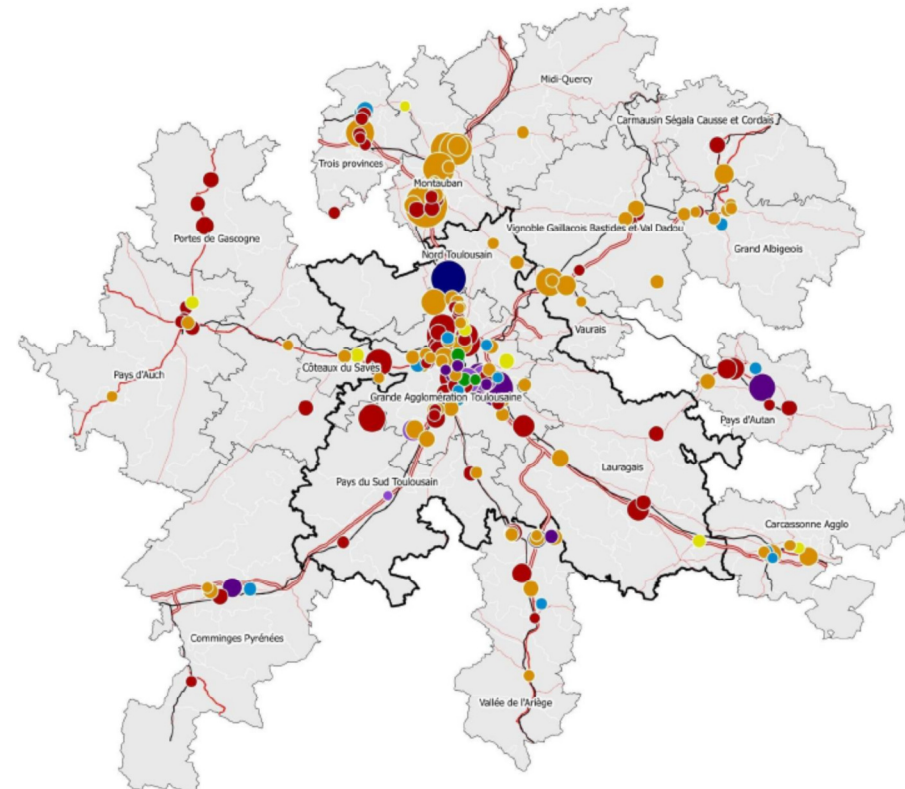 Midi-Quercy
Carmausin Ségala Causse et Cordais
Trois provinces
Montauban
Portes de Gascogne
Vignoble Gaillacois Bastides et Val Dadou
Grand Albigeois
Nord Toulousain
Vaurais
Côteaux du Savès
Pays d'Auch
Grande Agglomération Toulousaine
Pays d'Autan
Lauragais
Pays du Sud Toulousain
Carcassonne Agglo
Comminges Pyrénées
Vallée de l'Ariège